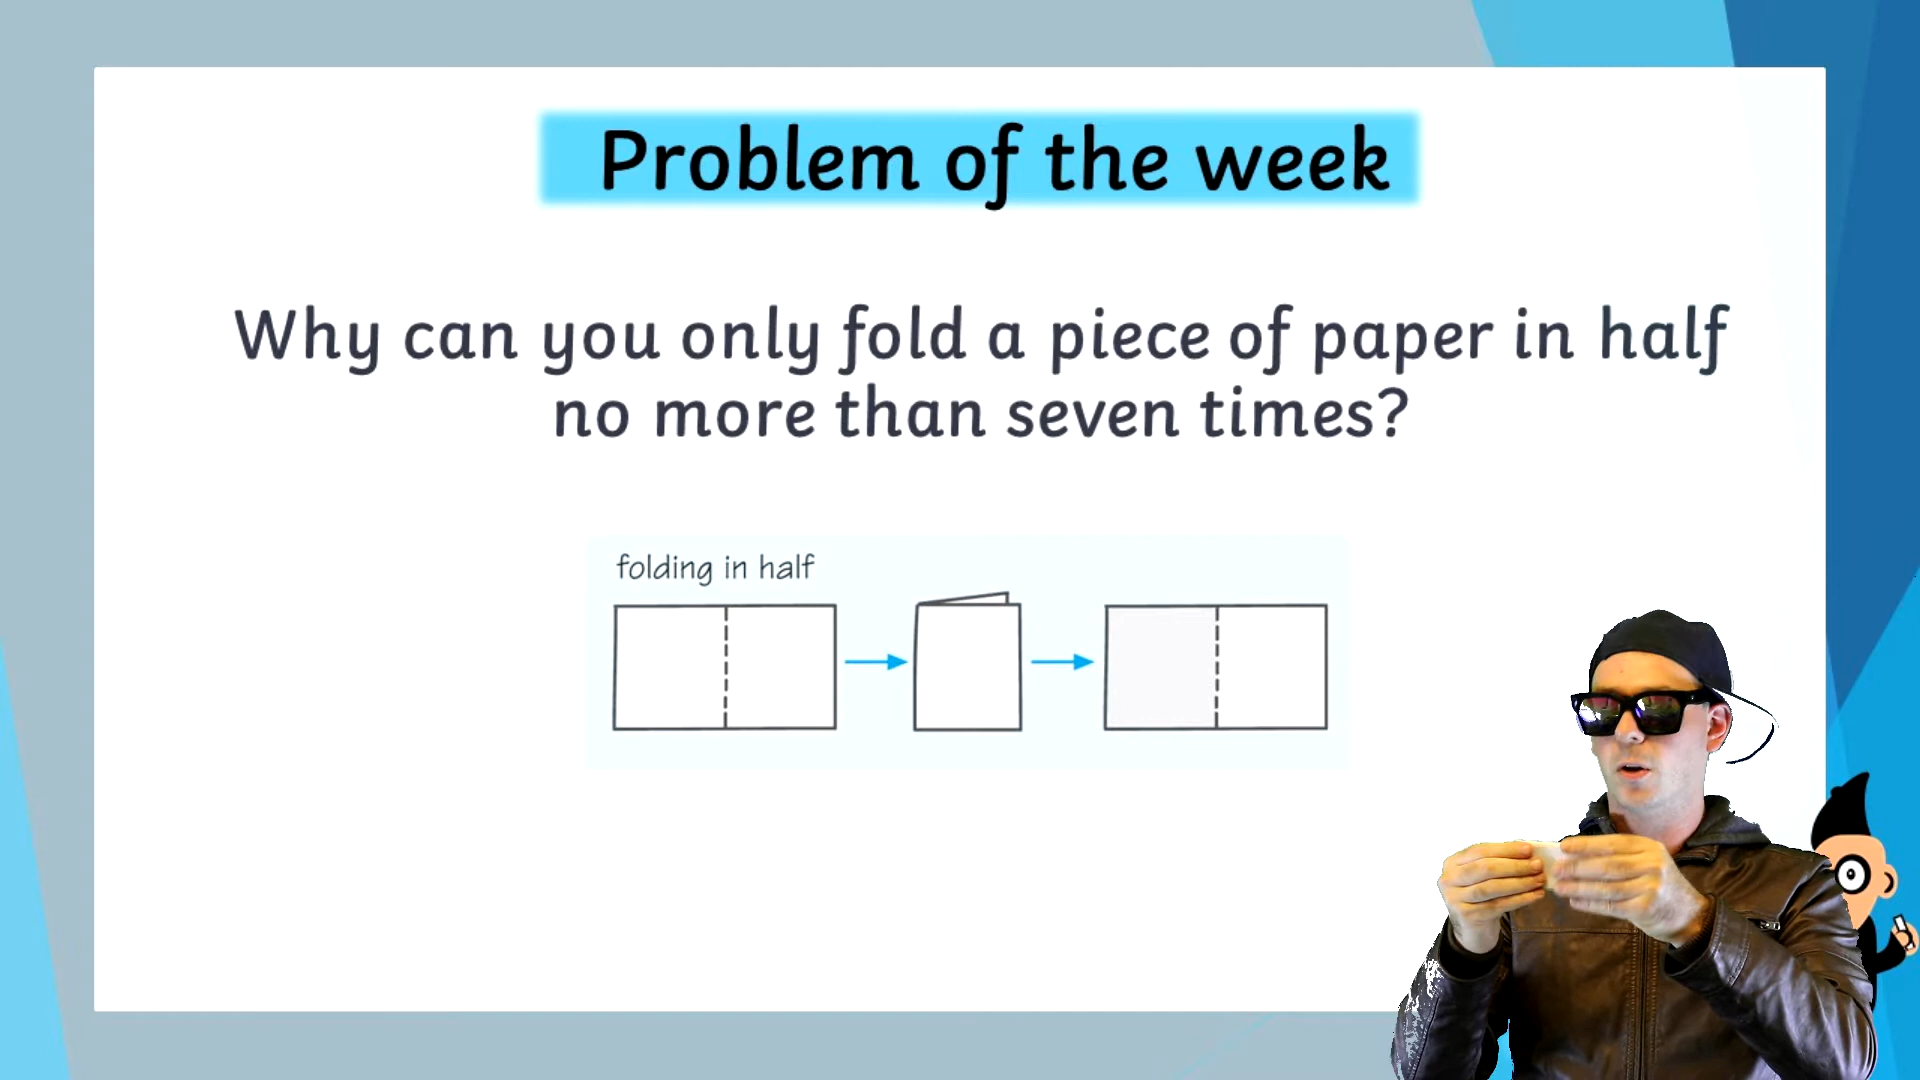 Problem of the week
Why can you only fold a piece of paper in half
no more than seven times?
folding in half